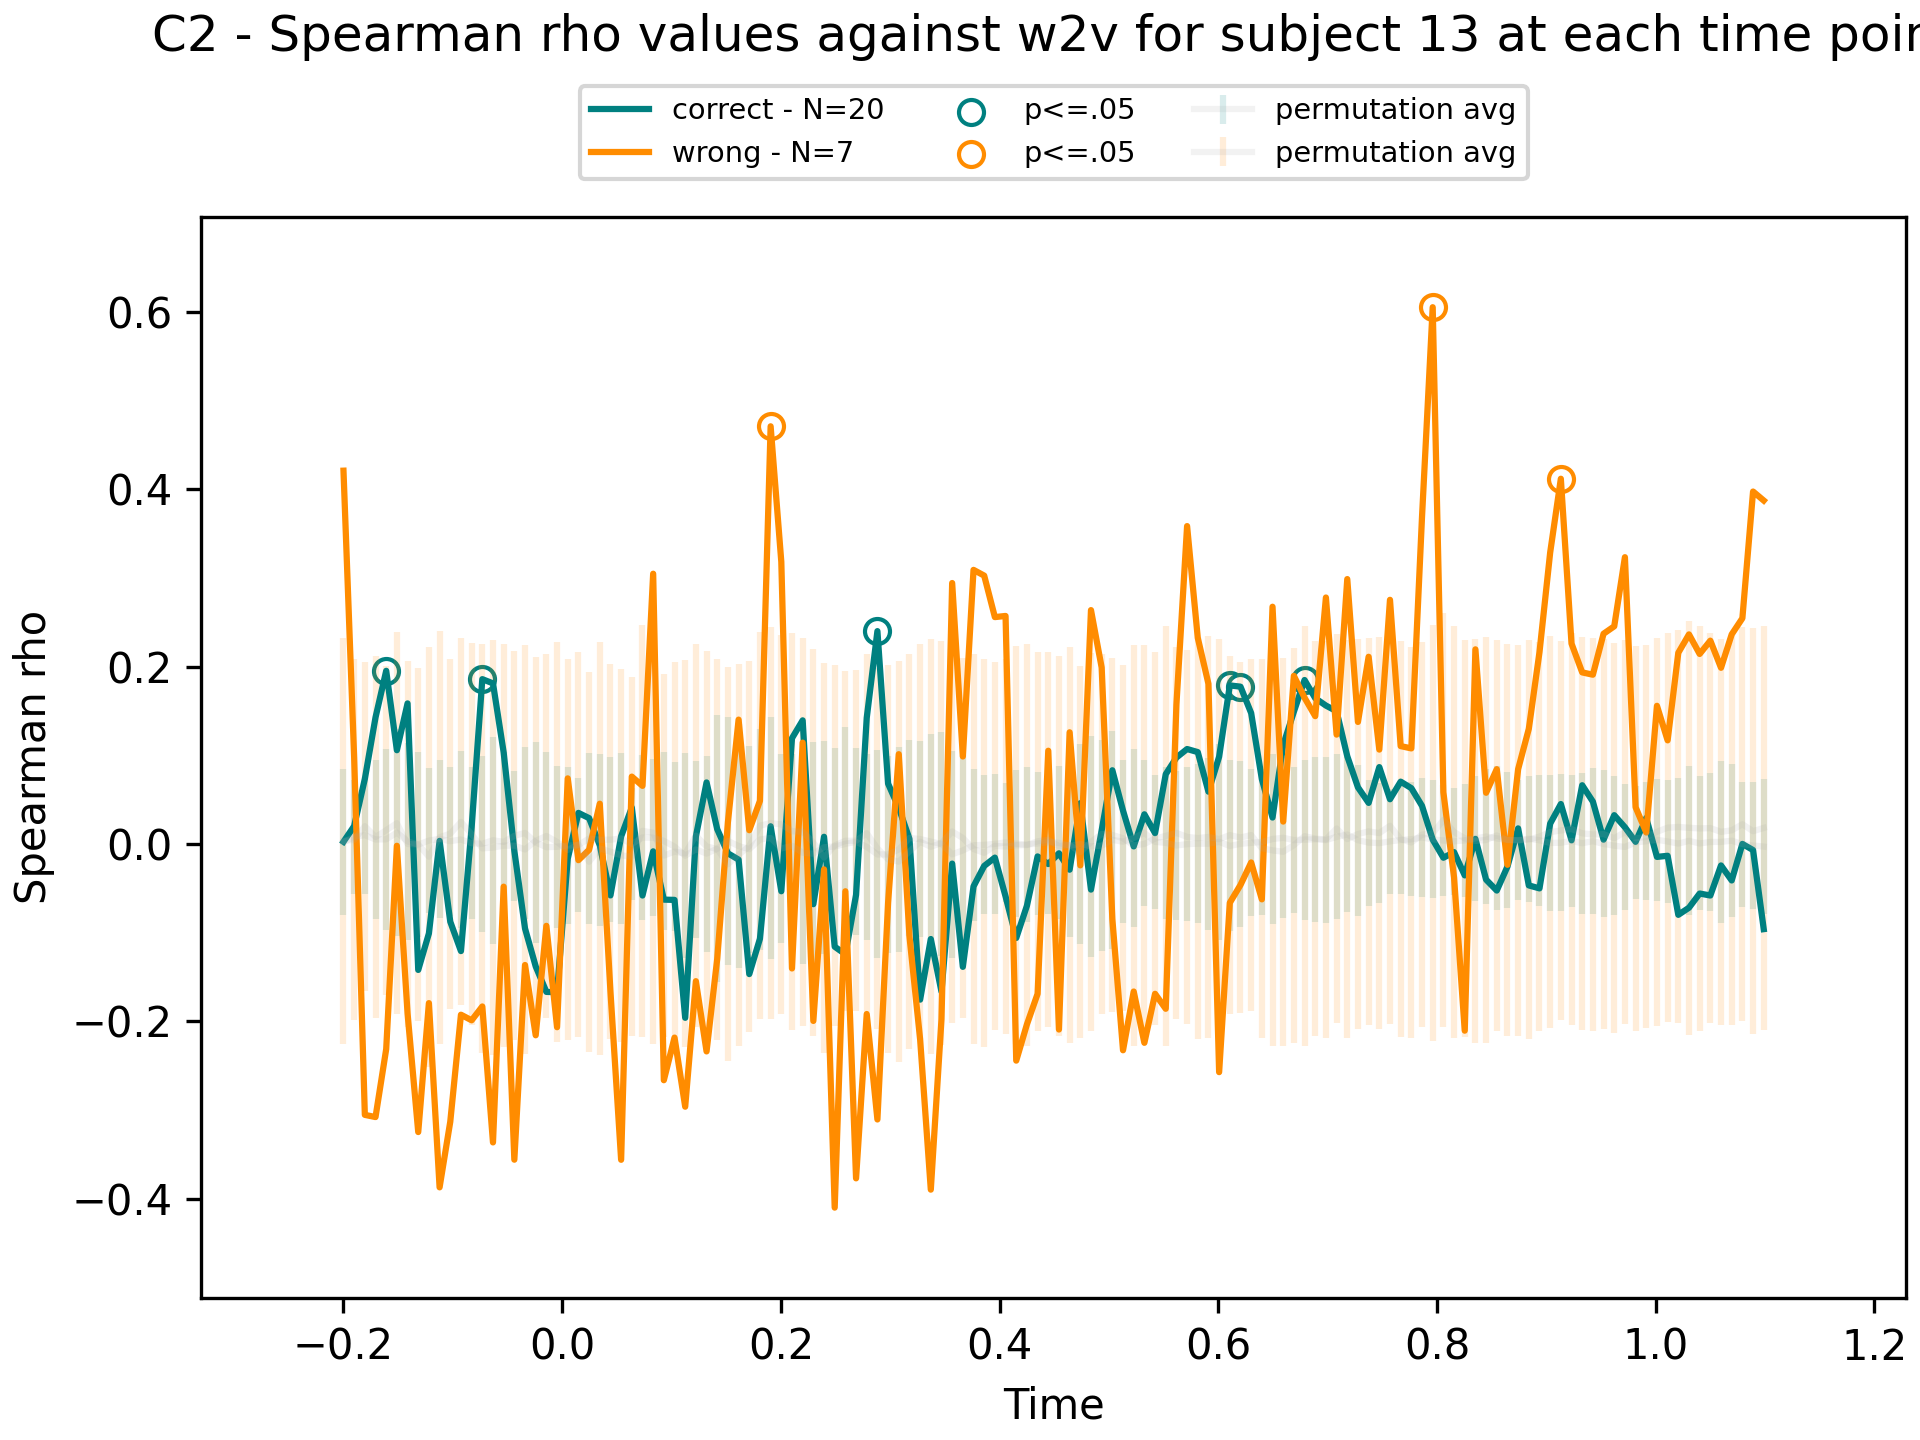 C2 - Spearman rho values against w2v for subject 13 at each time poin
correct - N=20
wrong - N=7
p<=.05
p<=.05
permutation avg
permutation avg
Spearman rho
0.6
0.4
0.2
0.0
−0.2
−0.4
−0.2 0.0 0.2 0.4 0.6 0.8 1.0 1.2
Time